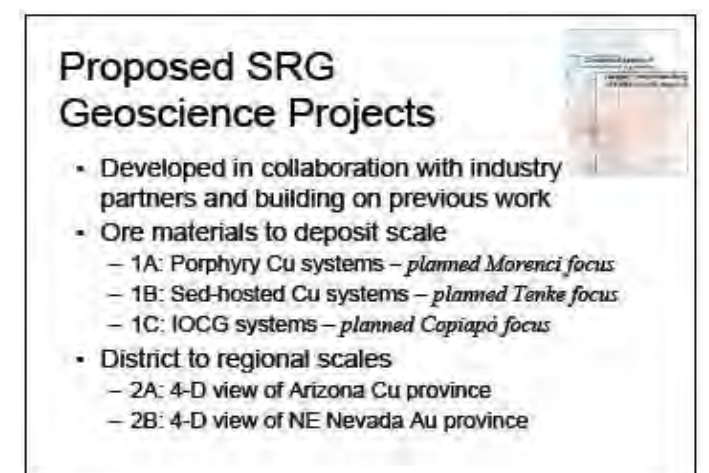 Proposed SRG
Geoscience Projects
• Developed in collaboration with industry
partners and building on previous work
• Ore materials to deposit scale
– 1A: Porphyry Cu systems – planned Morenci focus
– 1B: Sed-hosted Cu systems – planned Tenke focus
– 1C: IOCG systems – planned Copiapó focus
• District to regional scales
– 2A: 4-D view of Arizona Cu province
– 2B: 4-D view of NE Nevada Au province